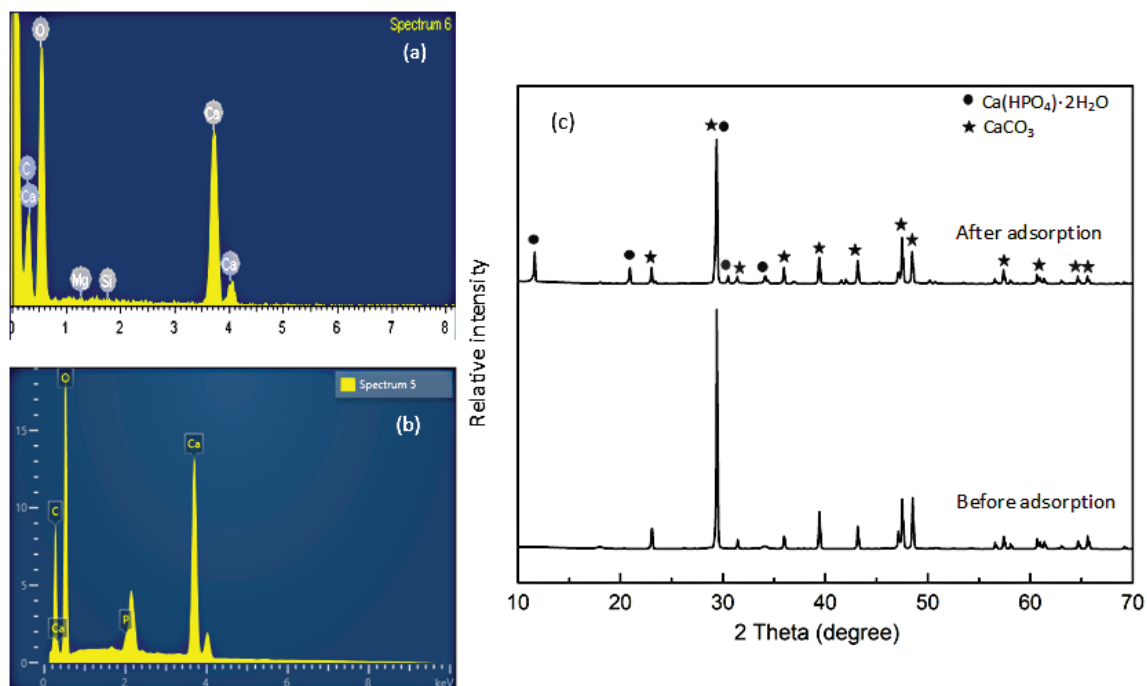 Spectrum 6
(a)
O
Ca
C
Ca
Ca
Mg
Si
0 1 2 3 4 5 6 7 8
Spectrum 5
(b)
O
Ca
C
P
Ca
15
10
5
0
0 2 4 6 8 keV
(c)
● Ca(HPO₄)·2H₂O
★ CaCO₃
After adsorption
Before adsorption
Relative intensity
10 20 30 40 50 60 70
2 Theta (degree)